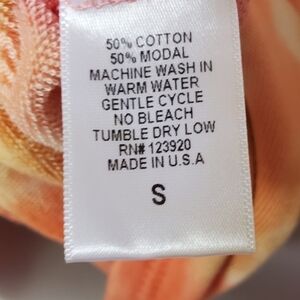 50% COTTON
50% MODAL
MACHINE WASH IN
WARM WATER
GENTLE CYCLE
NO BLEACH
TUMBLE DRY LOW
RN# 123920
MADE IN U.S.A
S